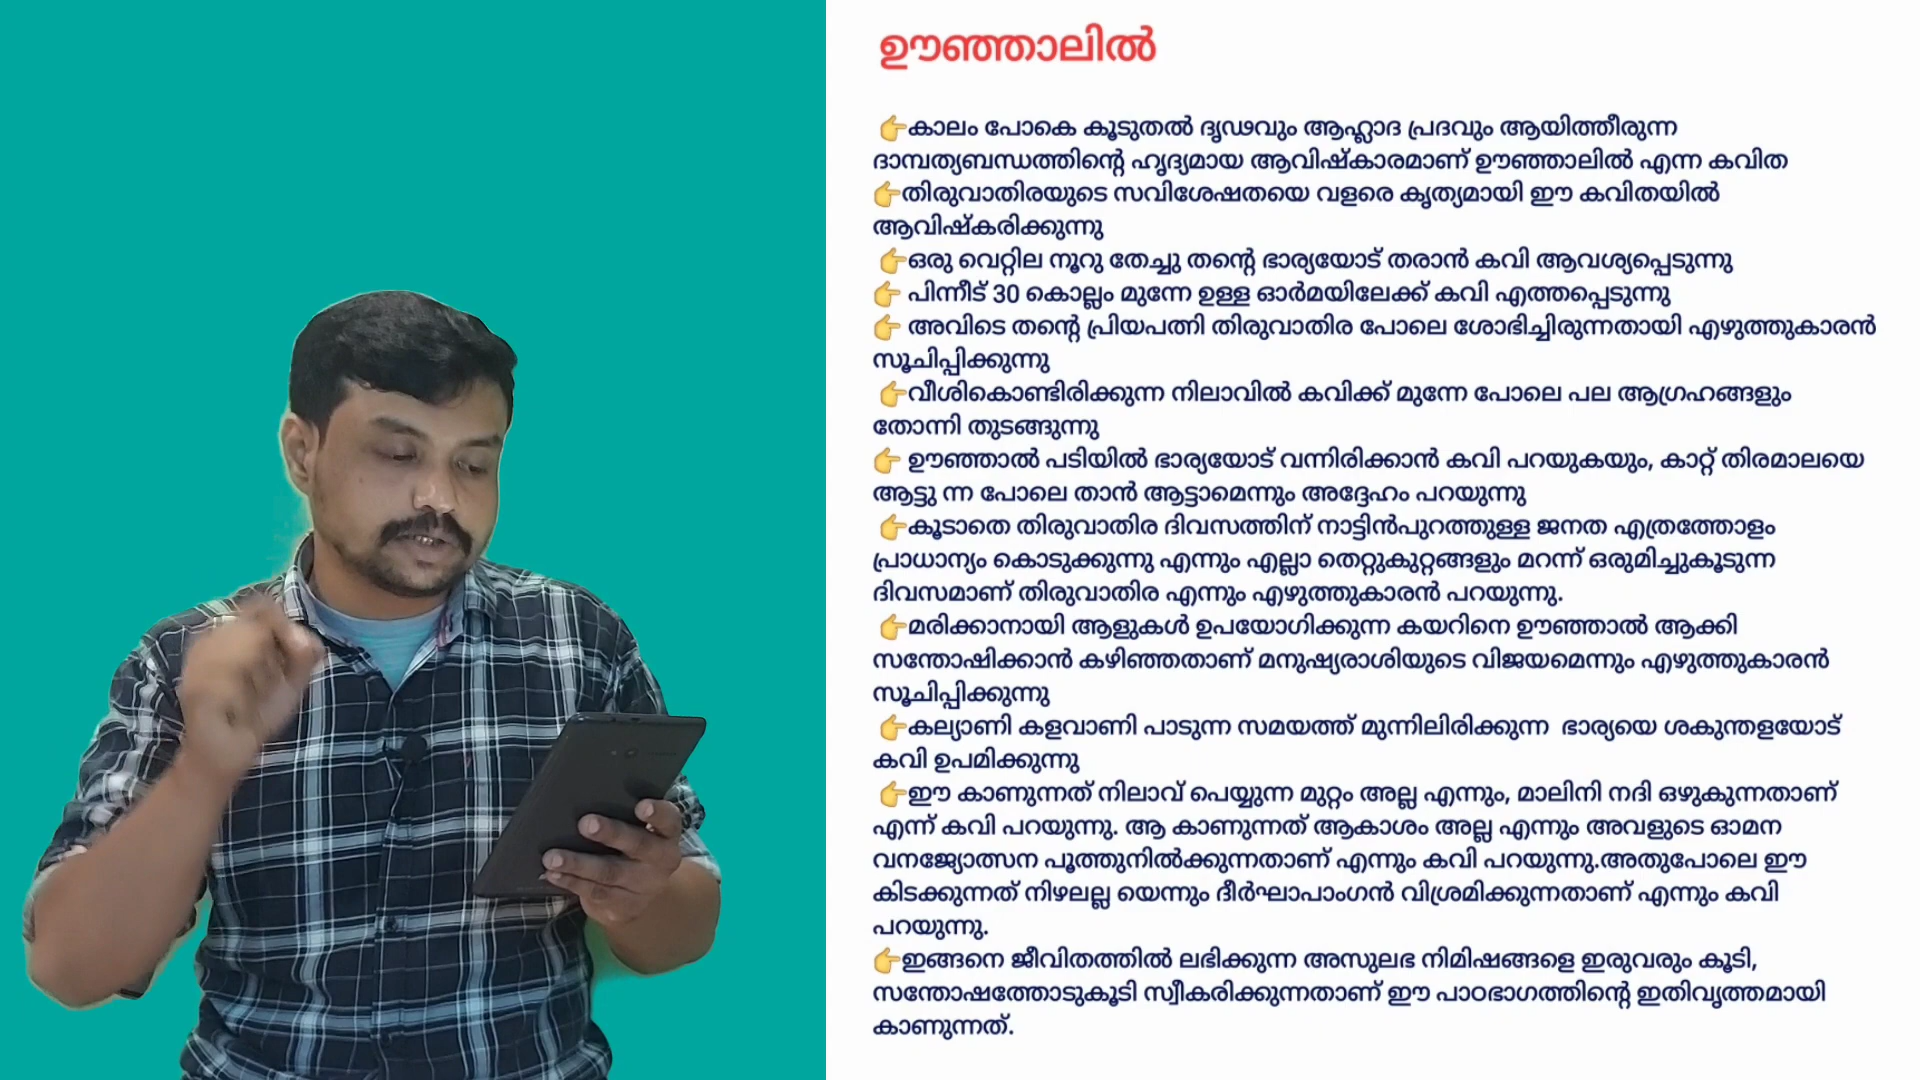 ഊഞ്ഞാലിൽ
👉കാലം പോകെ കൂടുതൽ ദൃഢവും ആഹ്ലാദ പ്രദവും ആയിത്തീരുന്ന
ദാമ്പത്യബന്ധത്തിന്റെ ഹൃദ്യമായ ആവിഷ്കാരമാണ് ഊഞ്ഞാലിൽ എന്ന കവിത
👉തിരുവാതിരയുടെ സവിശേഷതയെ വളരെ കൃത്യമായി ഈ കവിതയിൽ
ആവിഷ്കരിക്കുന്നു
👉ഒരു വെറ്റില നൂറു തേച്ചു തന്റെ ഭാര്യയോട് തരാൻ കവി ആവശ്യപ്പെടുന്നു
👉 പിന്നീട് 30 കൊല്ലം മുന്നേ ഉള്ള ഓർമയിലേക്ക് കവി എത്തപ്പെടുന്നു
👉 അവിടെ തന്റെ പ്രിയപത്നി തിരുവാതിര പോലെ ശോഭിച്ചിരുന്നതായി എഴുത്തുകാരൻ
സൂചിപ്പിക്കുന്നു
👉വീശികൊണ്ടിരിക്കുന്ന നിലാവിൽ കവിക്ക് മുന്നേ പോലെ പല ആഗ്രഹങ്ങളും
തോന്നി തുടങ്ങുന്നു
👉 ഊഞ്ഞാൽ പടിയിൽ ഭാര്യയോട് വന്നിരിക്കാൻ കവി പറയുകയും, കാറ്റ് തിരമാലയെ
ആട്ടു ന്ന പോലെ താൻ ആട്ടാമെന്നും അദ്ദേഹം പറയുന്നു
👉കൂടാതെ തിരുവാതിര ദിവസത്തിന് നാട്ടിൻപുറത്തുള്ള ജനത എത്രത്തോളം
പ്രാധാന്യം കൊടുക്കുന്നു എന്നും എല്ലാ തെറ്റുകുറ്റങ്ങളും മറന്ന് ഒരുമിച്ചുകൂടുന്ന
ദിവസമാണ് തിരുവാതിര എന്നും എഴുത്തുകാരൻ പറയുന്നു.
👉മരിക്കാനായി ആളുകൾ ഉപയോഗിക്കുന്ന കയറിനെ ഊഞ്ഞാൽ ആക്കി
സന്തോഷിക്കാൻ കഴിഞ്ഞതാണ് മനുഷ്യരാശിയുടെ വിജയമെന്നും എഴുത്തുകാരൻ
സൂചിപ്പിക്കുന്നു
👉കല്യാണി കളവാണി പാടുന്ന സമയത്ത് മുന്നിലിരിക്കുന്ന ഭാര്യയെ ശകുന്തളയോട്
കവി ഉപമിക്കുന്നു
👉ഈ കാണുന്നത് നിലാവ് പെയ്യുന്ന മുറ്റം അല്ല എന്നും, മാലിനി നദി ഒഴുകുന്നതാണ്
എന്ന് കവി പറയുന്നു. ആ കാണുന്നത് ആകാശം അല്ല എന്നും അവളുടെ ഓമന
വനജ്യോത്സന പൂത്തുനിൽക്കുന്നതാണ് എന്നും കവി പറയുന്നു.അതുപോലെ ഈ
കിടക്കുന്നത് നിഴലല്ല യെന്നും ദീർഘാപാംഗൻ വിശ്രമിക്കുന്നതാണ് എന്നും കവി
പറയുന്നു.
👉ഇങ്ങനെ ജീവിതത്തിൽ ലഭിക്കുന്ന അസുലഭ നിമിഷങ്ങളെ ഇരുവരും കൂടി,
സന്തോഷത്തോടുകൂടി സ്വീകരിക്കുന്നതാണ് ഈ പാഠഭാഗത്തിന്റെ ഇതിവൃത്തമായി
കാണുന്നത്.